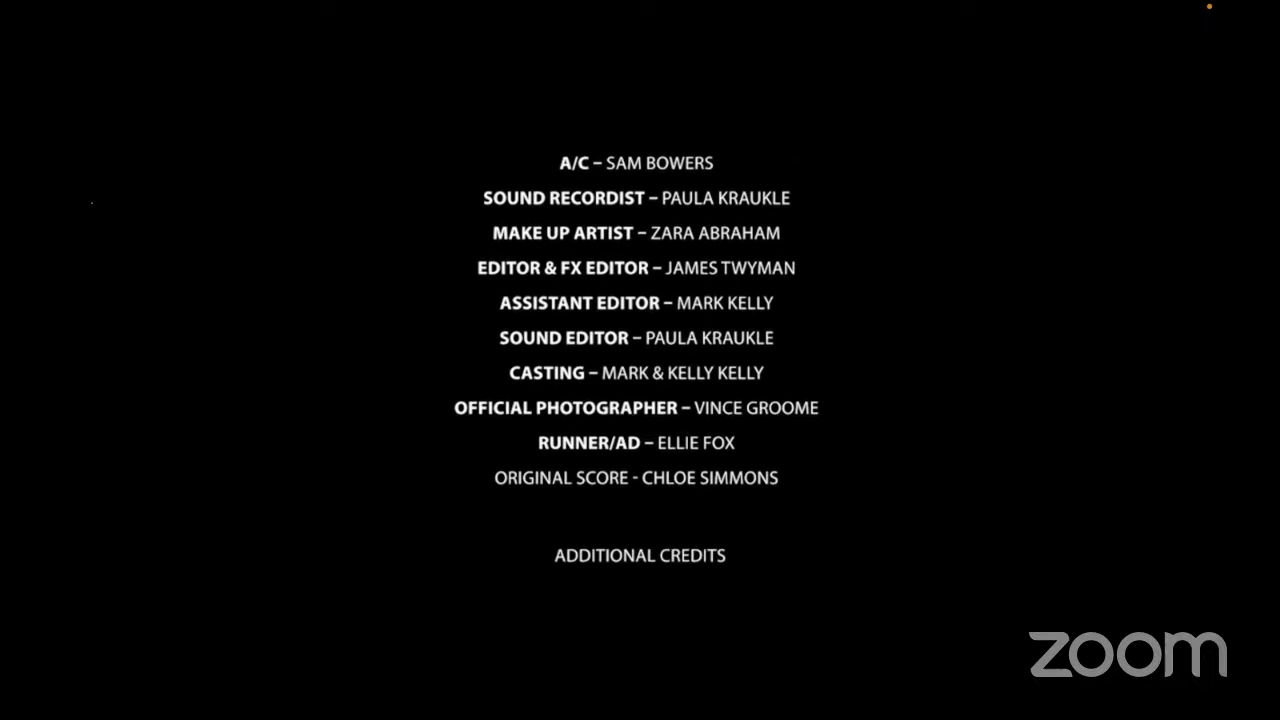 A/C – SAM BOWERS
SOUND RECORDIST – PAULA KRAUKLE
MAKE UP ARTIST – ZARA ABRAHAM
EDITOR & FX EDITOR – JAMES TWYMAN
ASSISTANT EDITOR – MARK KELLY
SOUND EDITOR – PAULA KRAUKLE
CASTING – MARK & KELLY KELLY
OFFICIAL PHOTOGRAPHER – VINCE GROOME
RUNNER/AD – ELLIE FOX
ORIGINAL SCORE - CHLOE SIMMONS
ADDITIONAL CREDITS
zoom